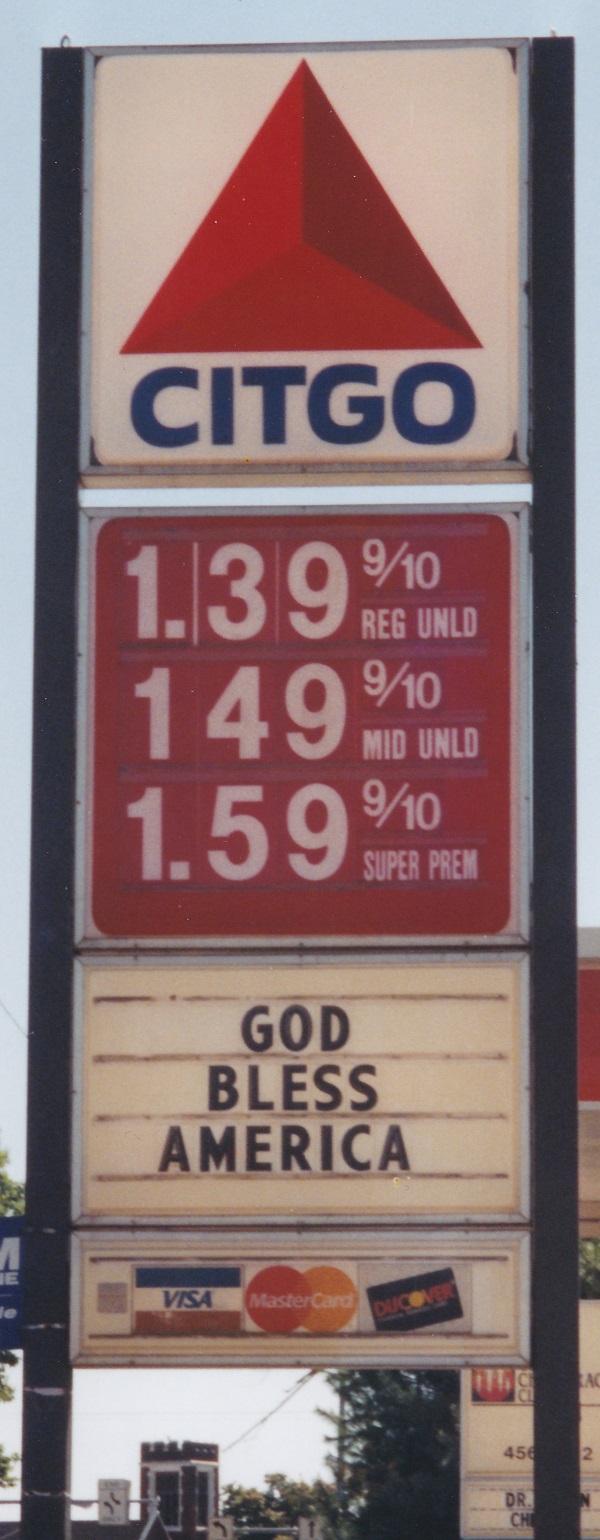 CITGO
1.39 9/10
REG UNLD
149 9/10
MID UNLD
1.59 9/10
SUPER PREM
GOD
BLESS
AMERICA
VISA MasterCard DISCOVER
DR.